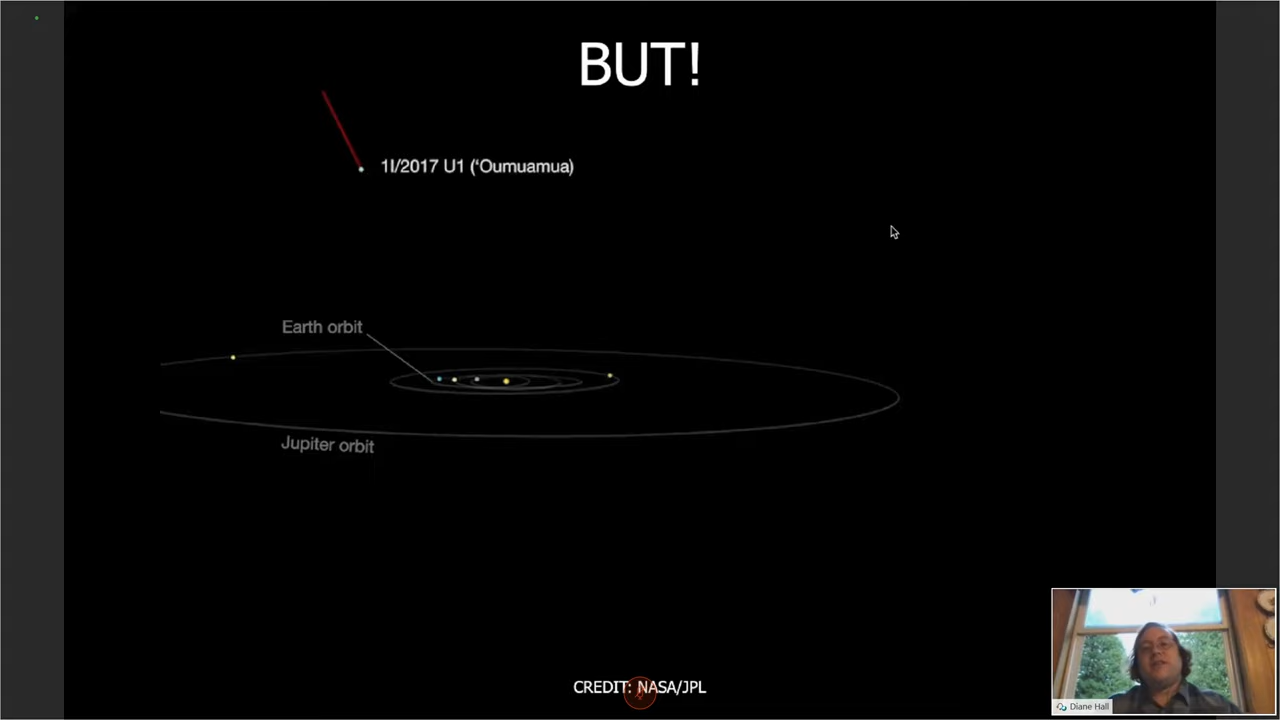 BUT!
1I/2017 U1 (‘Oumuamua)
Earth orbit
Jupiter orbit
CREDIT: NASA/JPL
Diane Hall